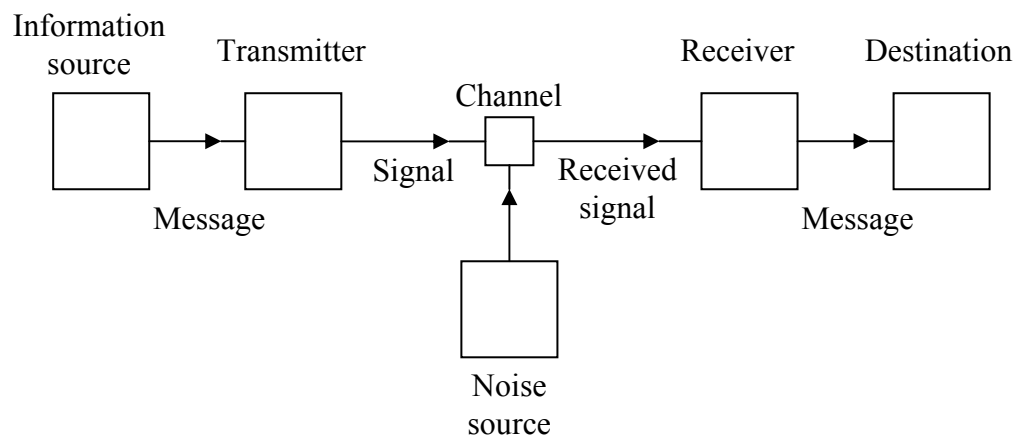 Information
source
Transmitter
Receiver
Destination
Channel
Signal
Received
signal
Message
Message
Noise
source